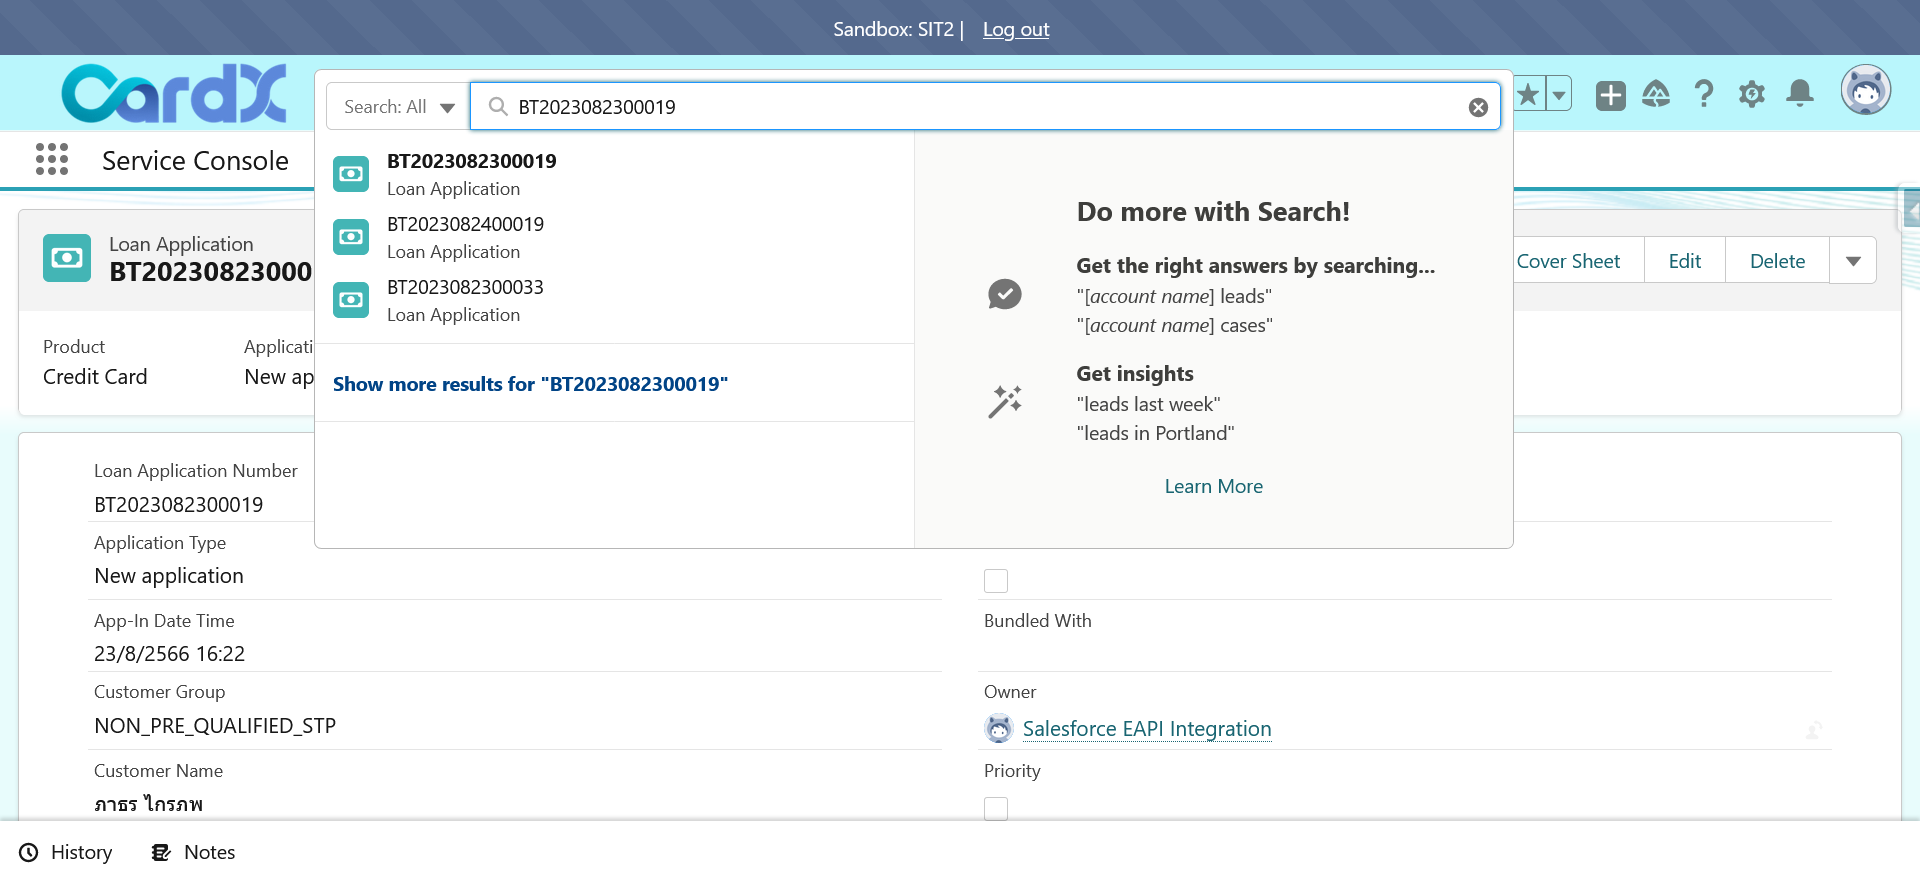 Sandbox: SIT2 | Log out
CardX
Search: All
BT2023082300019
Service Console
BT2023082300019
Loan Application
BT2023082400019
Loan Application
BT2023082300033
Loan Application
Show more results for "BT2023082300019"
Do more with Search!
Get the right answers by searching...
"[account name] leads"
"[account name] cases"
Get insights
"leads last week"
"leads in Portland"
Learn More
Loan Application
BT20230823000
Cover Sheet
Edit
Delete
Product
Credit Card
Applicati
New ap
Loan Application Number
BT2023082300019
Application Type
New application
App-In Date Time
23/8/2566 16:22
Bundled With
Customer Group
NON_PRE_QUALIFIED_STP
Owner
Salesforce EAPI Integration
Customer Name
ภาธร ไกรภพ
Priority
History
Notes